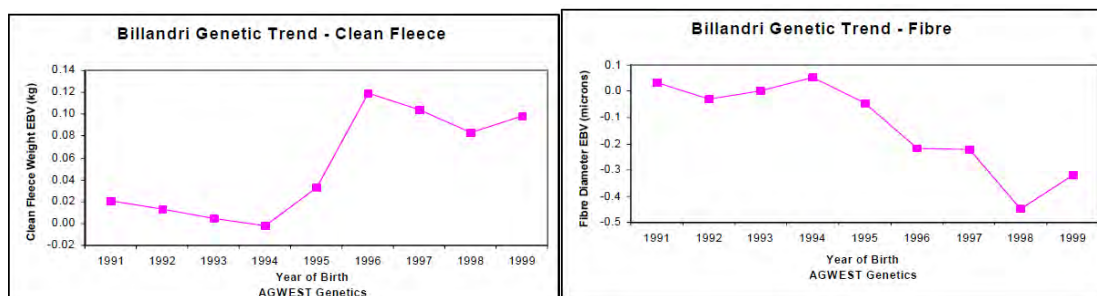 Billandri Genetic Trend - Clean Fleece
Clean Fleece Weight EBV (kg)
0.14
0.12
0.10
0.08
0.06
0.04
0.02
0.00
-0.02
1991 1992 1993 1994 1995 1996 1997 1998 1999
Year of Birth
AGWEST Genetics
Billandri Genetic Trend - Fibre
Fibre Diameter EBV (microns)
0.1
0.0
-0.1
-0.2
-0.3
-0.4
-0.5
1991 1992 1993 1994 1995 1996 1997 1998 1999
Year of Birth
AGWEST Genetics